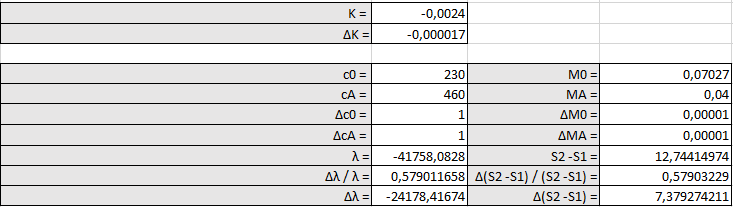 K = -0,0024
ΔK = -0,000017
c0 = 230 M0 = 0,07027
cA = 460 MA = 0,04
Δc0 = 1 ΔM0 = 0,00001
ΔcA = 1 ΔMA = 0,00001
λ = -41758,0828 S2 -S1 = 12,74414974
Δλ / λ = 0,579011658 Δ(S2 -S1) / (S2 -S1) = 0,57903229
Δλ = -24178,41674 Δ(S2 -S1) = 7,379274211